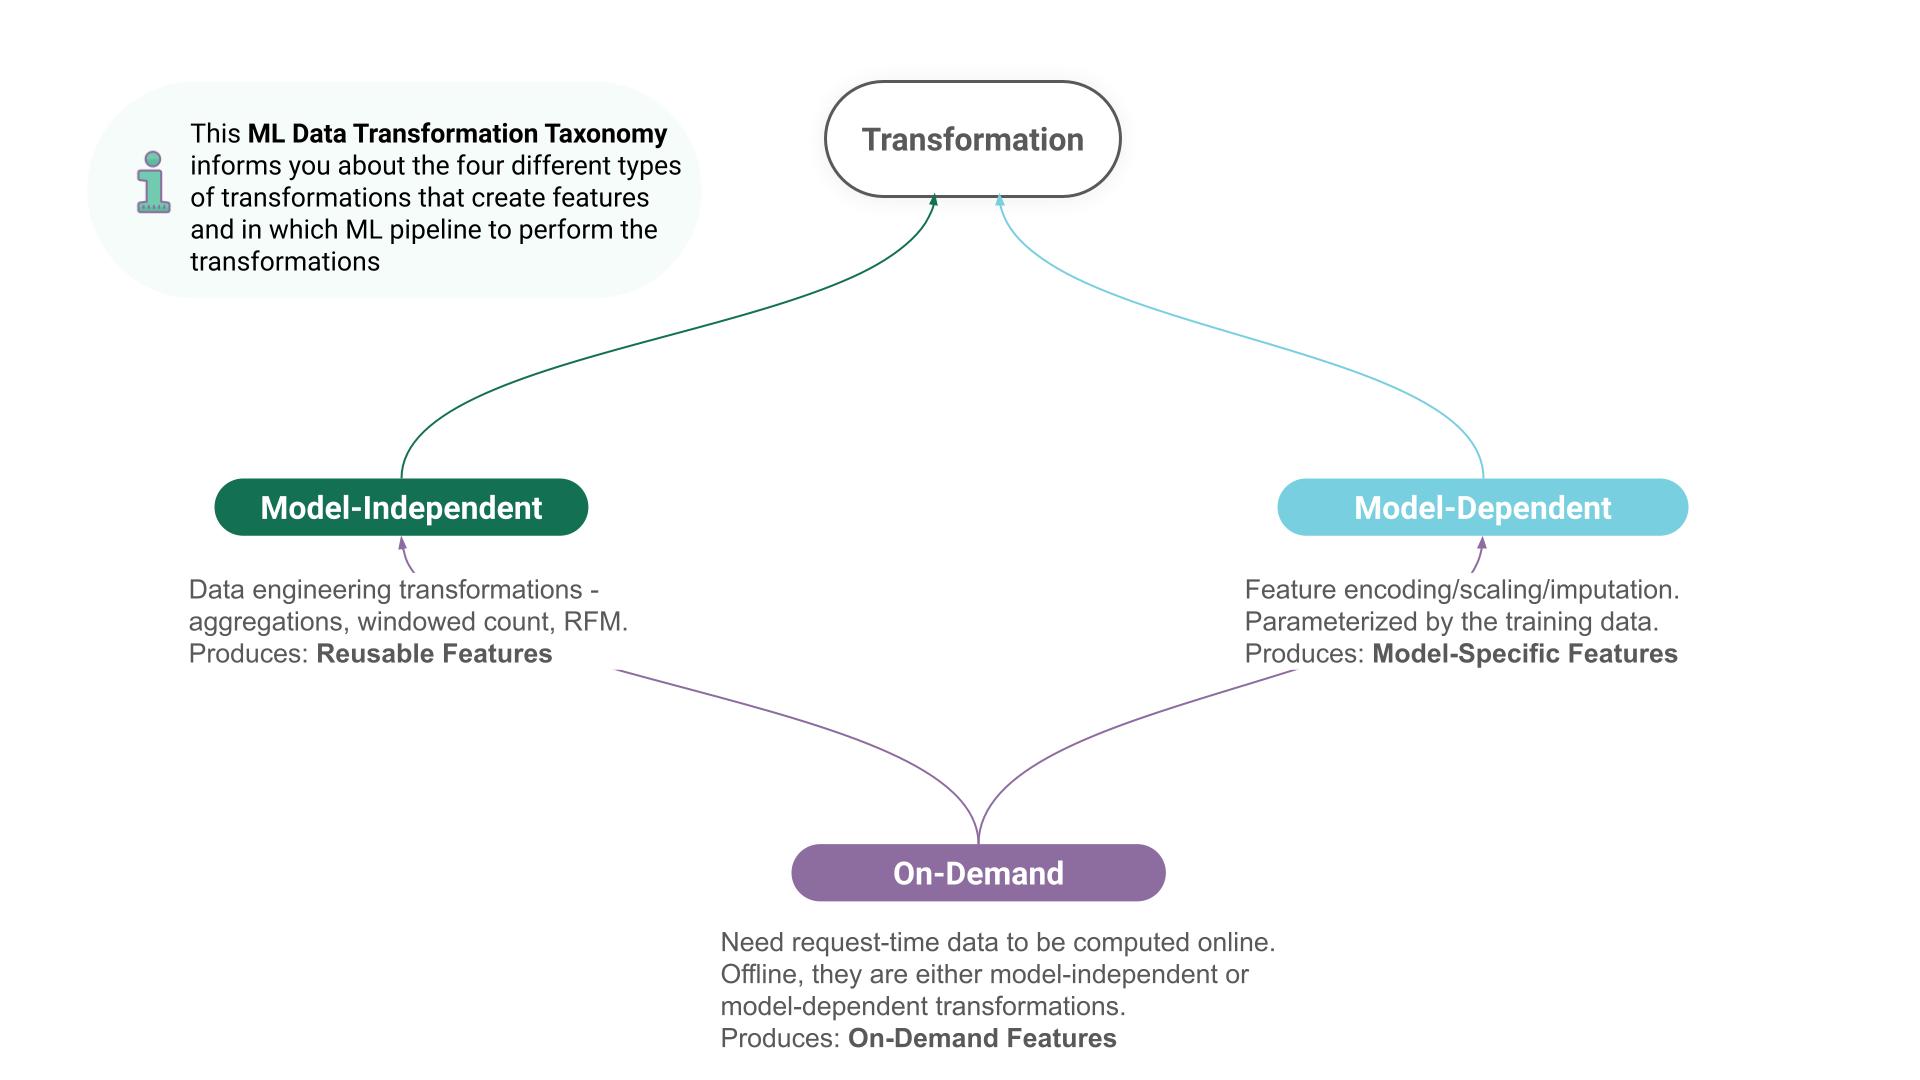 This ML Data Transformation Taxonomy
informs you about the four different types
of transformations that create features
and in which ML pipeline to perform the
transformations
Transformation
Model-Independent
Data engineering transformations -
aggregations, windowed count, RFM.
Produces: Reusable Features
Model-Dependent
Feature encoding/scaling/imputation.
Parameterized by the training data.
Produces: Model-Specific Features
On-Demand
Need request-time data to be computed online.
Offline, they are either model-independent or
model-dependent transformations.
Produces: On-Demand Features